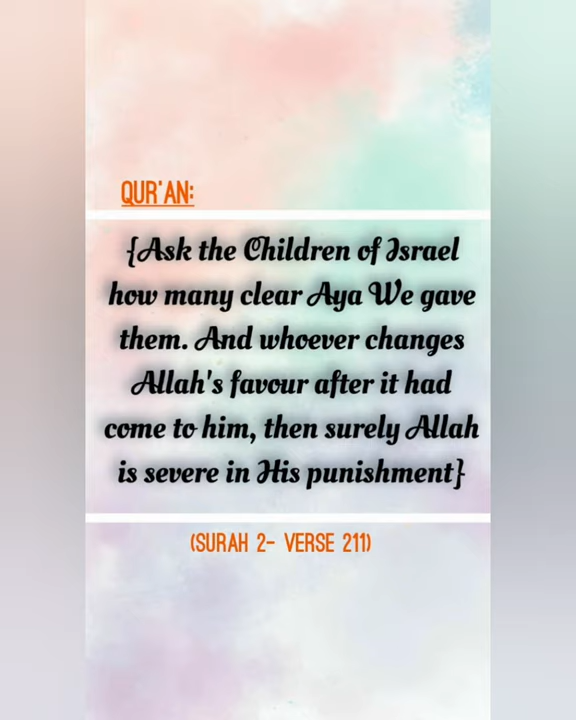 QUR'AN:
{Ask the Children of Israel
how many clear Aya We gave
them. And whoever changes
Allah's favour after it had
come to him, then surely Allah
is severe in His punishment}
(SURAH 2- VERSE 211)